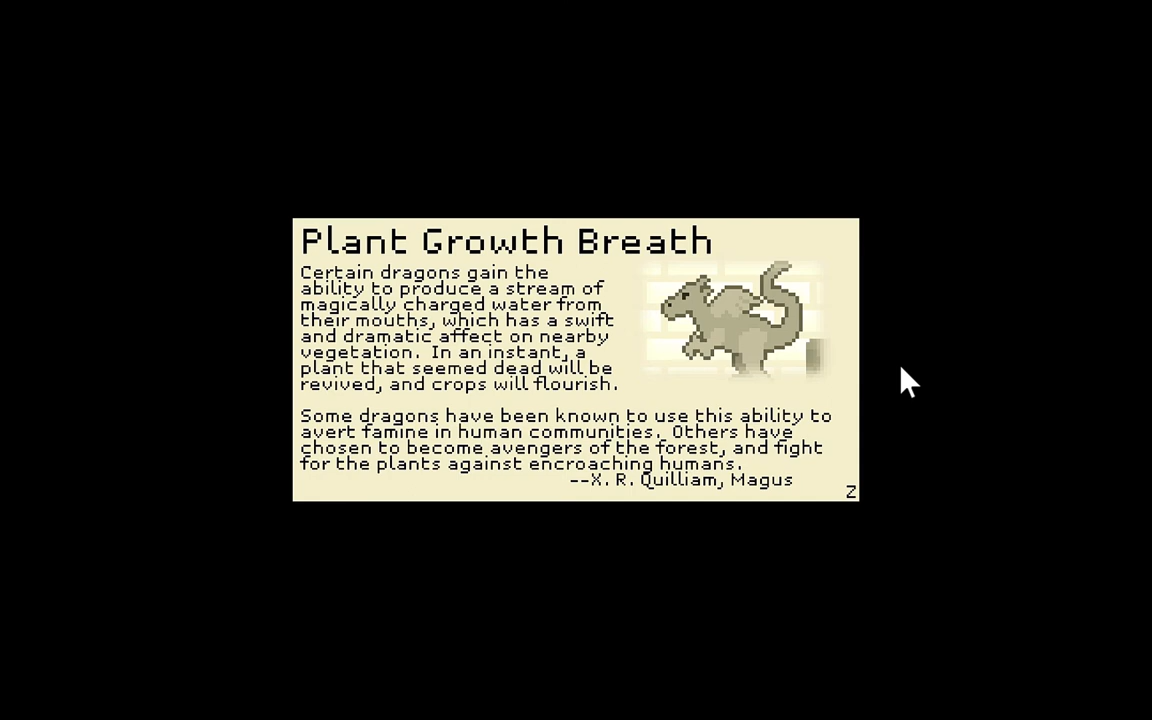 Plant Growth Breath
Certain dragons gain the
ability to produce a stream of
magically charged water from
their mouths, which has a swift
and dramatic affect on nearby
vegetation. In an instant, a
plant that seemed dead will be
revived, and crops will flourish.
Some dragons have been known to use this ability to
avert famine in human communities. Others have
chosen to become avengers of the forest, and fight
for the plants against encroaching humans.
--X. R. Quilliam, Magus
Z